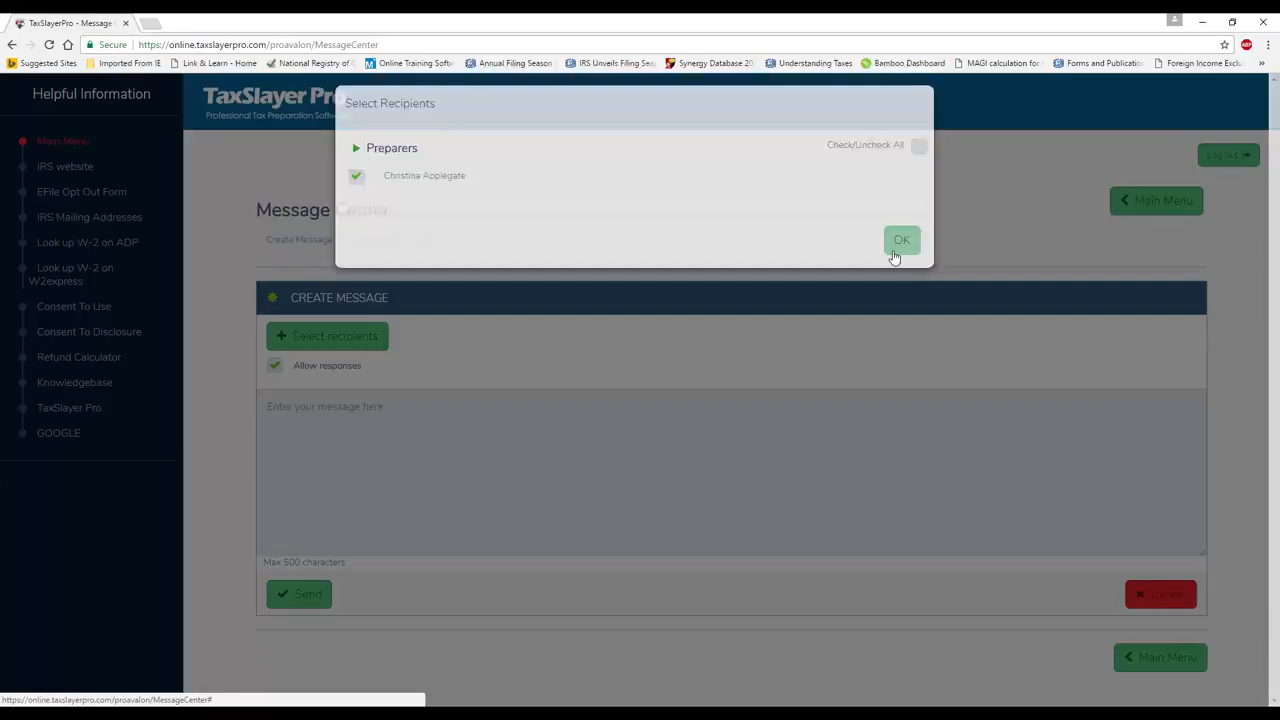 TaxSlayerPro - Message
Secure
https://online.taxslayerpro.com/proavalon/MessageCenter
ABP
Suggested Sites
Imported From IE
Link & Learn - Home
National Registry of
Online Training Softw
Annual Filing Season
IRS Unveils Filing Sea
Synergy Database 20
Understanding Taxes
Bamboo Dashboard
MAGI calculation for
Forms and Publication
Foreign Income Exclu
Helpful Information
Main Menu
IRS website
EFile Opt Out Form
IRS Mailing Addresses
Look up W-2 on ADP
Look up W-2 on
W2express
Consent To Use
Consent To Disclosure
Refund Calculator
Knowledgebase
TaxSlayer Pro
GOOGLE
TaxSlayer Pro
Professional Tax Preparation Softw
Log out
Select Recipients
Preparers
Check/Uncheck All
Christina Applegate
OK
Main Menu
Message Center
Create Message
CREATE MESSAGE
Select recipients
Allow responses
Enter your message here
Max 500 characters
Send
Cancel
Main Menu
https://online.taxslayerpro.com/proavalon/MessageCenter#